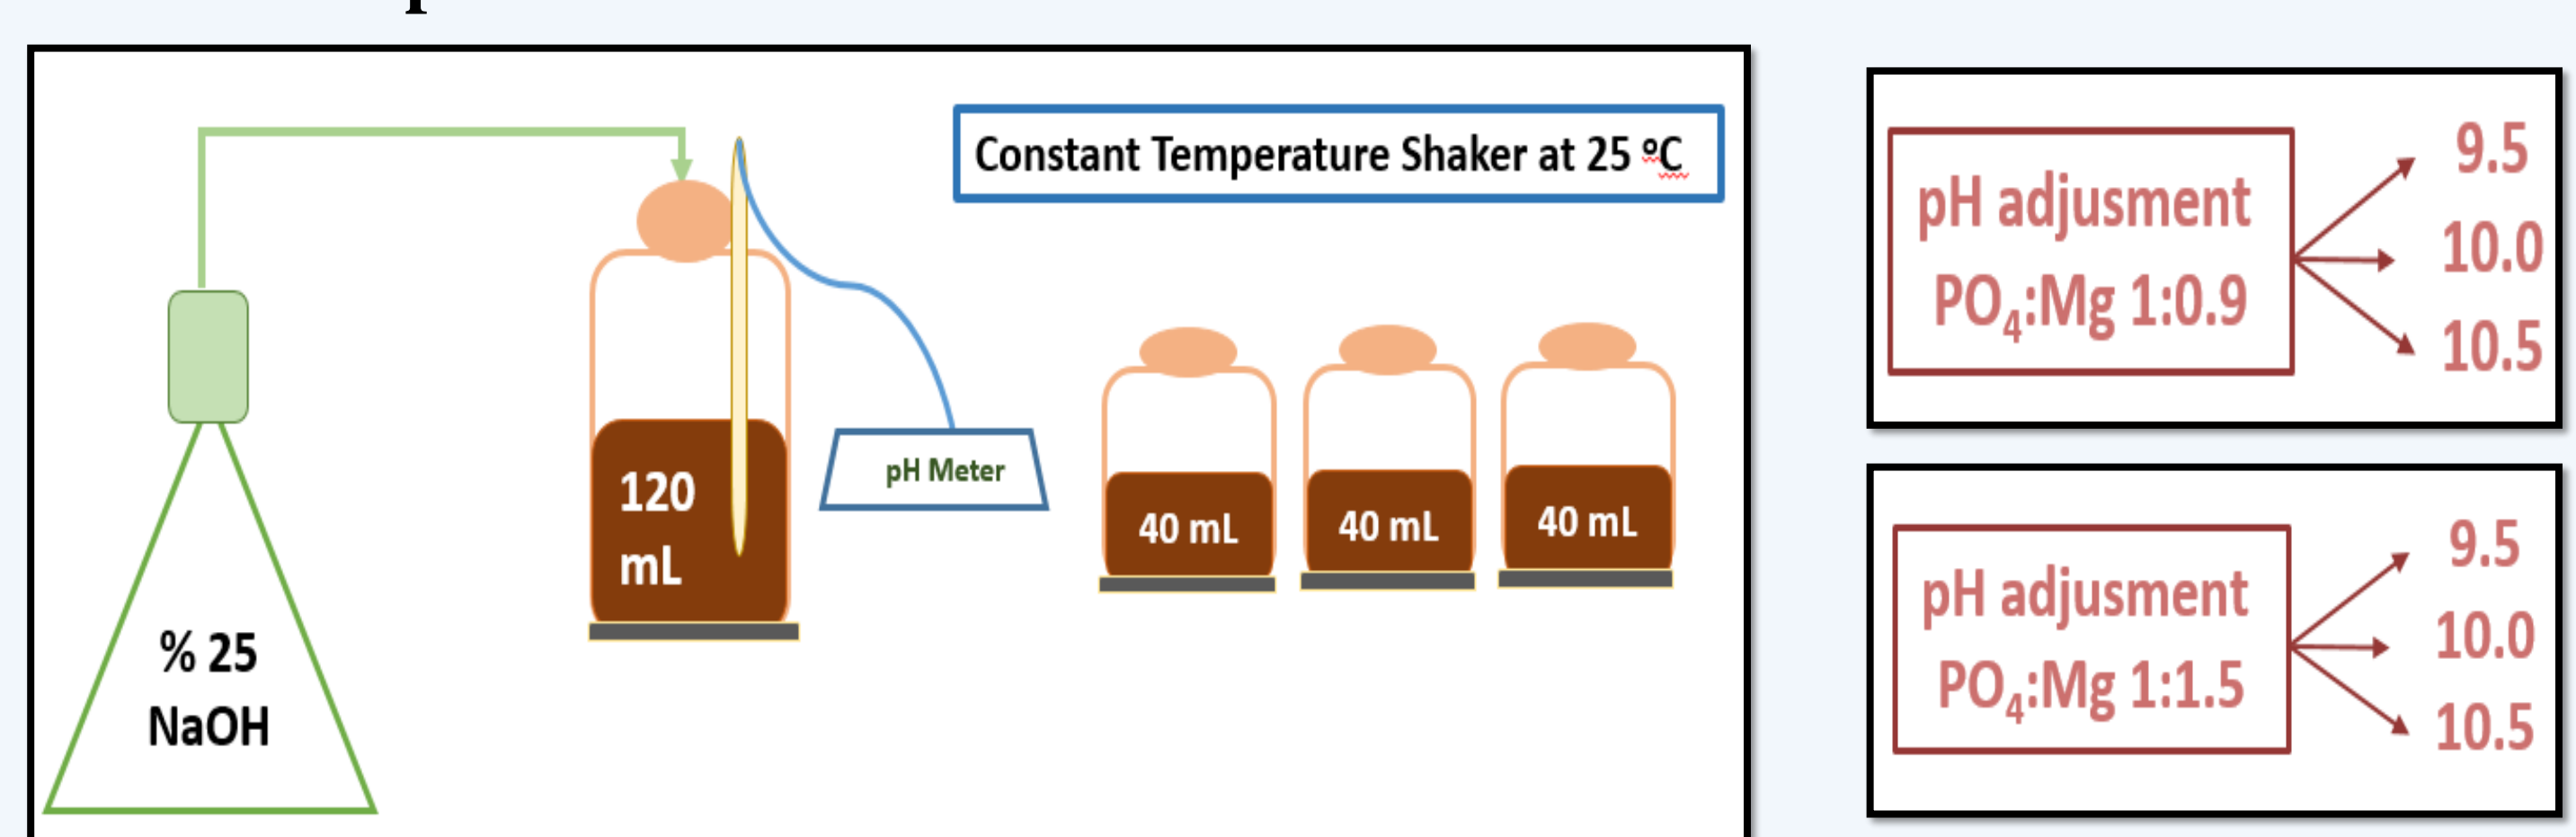 Constant Temperature Shaker at 25 ºC
120
mL
pH Meter
40 mL
40 mL
40 mL
% 25
NaOH
pH adjusment
PO₄:Mg 1:0.9
9.5
10.0
10.5
pH adjusment
PO₄:Mg 1:1.5
9.5
10.0
10.5